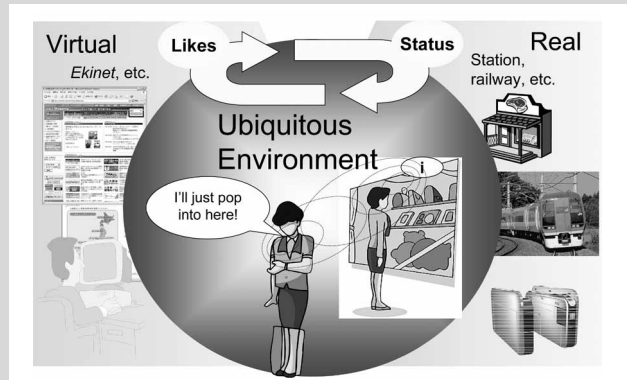 Virtual
Ekinet, etc.
Likes
Status
Real
Station,
railway, etc.
Ubiquitous
Environment
i
I'll just pop
into here!